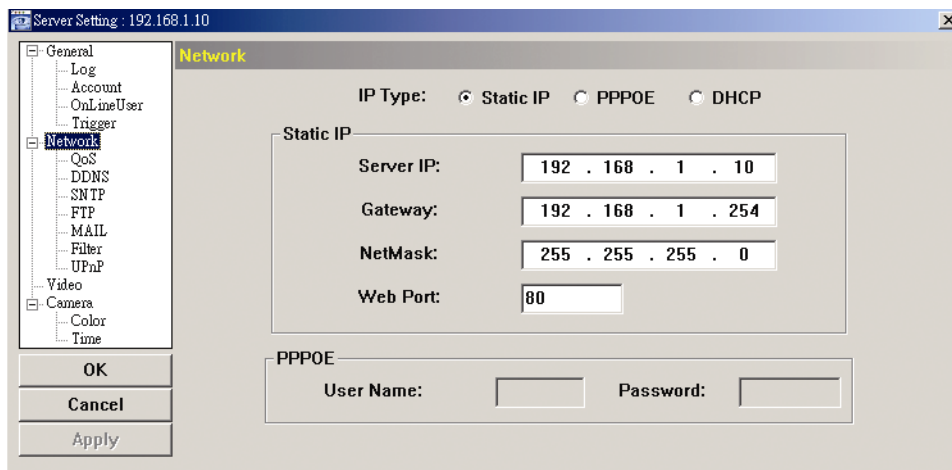 Server Setting : 192.168.1.10
General
Log
Account
OnLineUser
Trigger
Network
QoS
DDNS
SNTP
FTP
MAIL
Filter
UPnP
Video
Camera
Color
Time
OK
Cancel
Apply
Network
IP Type: Static IP PPPOE DHCP
Static IP
Server IP: 192 . 168 . 1 . 10
Gateway: 192 . 168 . 1 . 254
NetMask: 255 . 255 . 255 . 0
Web Port: 80
PPPOE
User Name: Password: